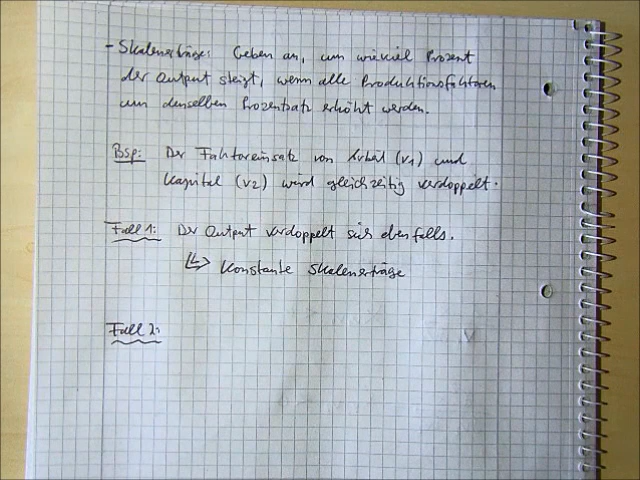 - Skalenerträge: Geben an, um wieviel Prozent
der Output steigt, wenn alle Produktionsfaktoren
um denselben Prozentsatz erhöht werden.
Bsp: Der Faktoreinsatz von Arbeit (v1) und
Kapital (v2) wird gleichzeitig verdoppelt.
Fall 1: Der Output verdoppelt sich ebenfalls.
↳ Konstante Skalenerträge
Fall 2: